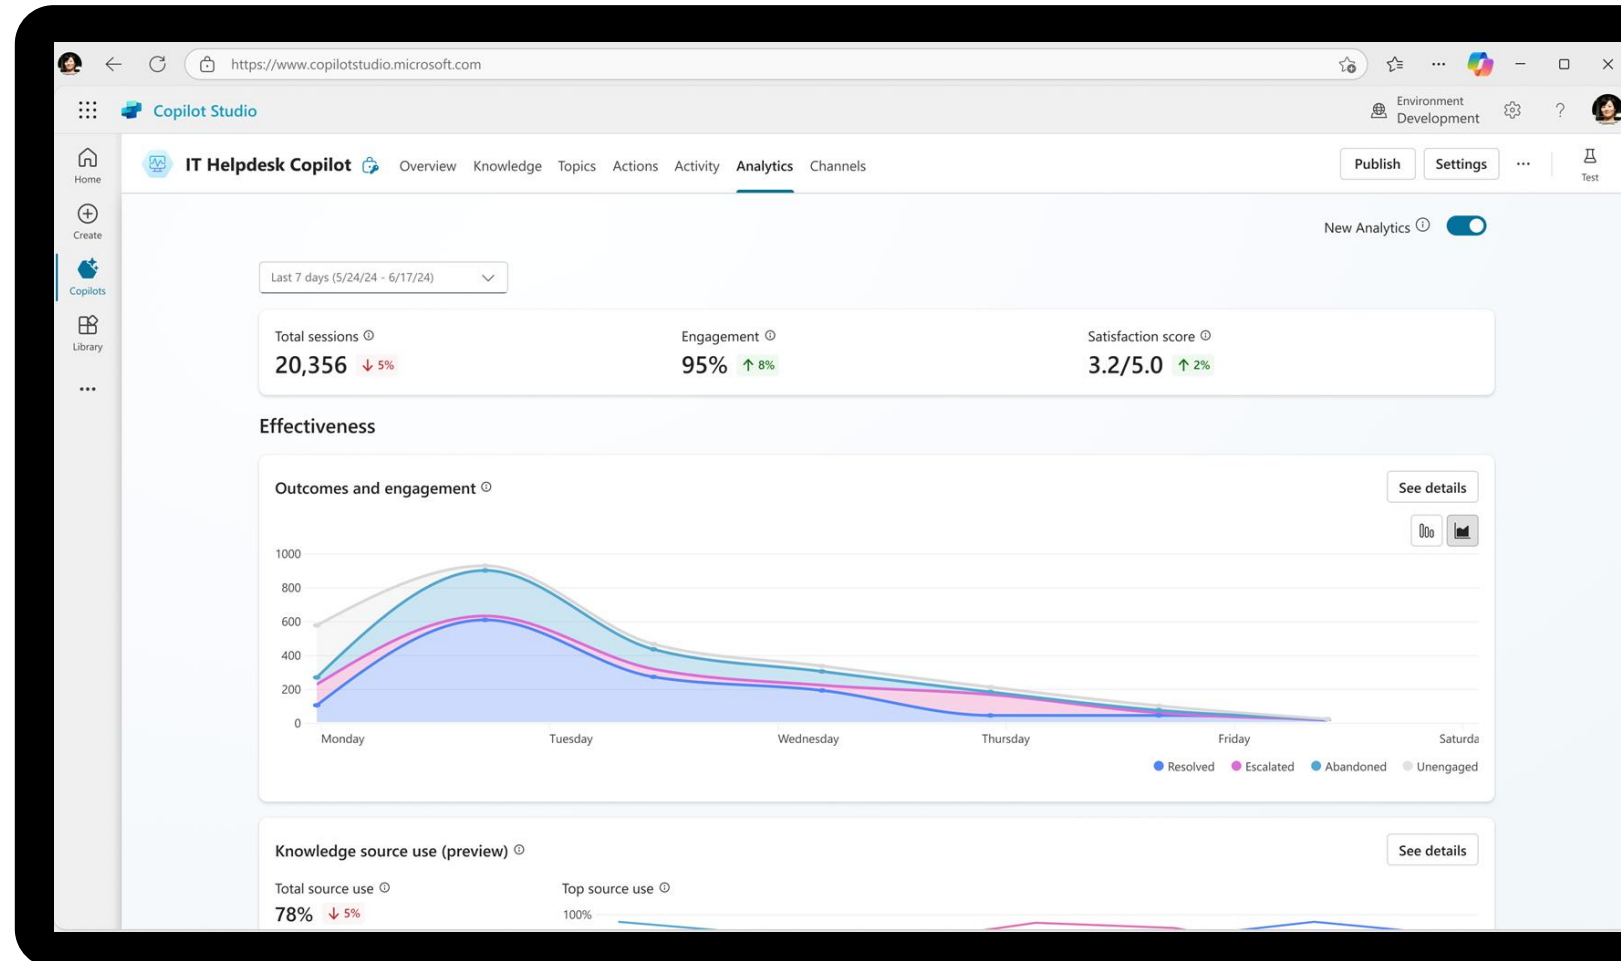 https://www.copilotstudio.microsoft.com
Copilot Studio
Environment
Development
?
Home
Create
Copilots
Library
IT Helpdesk Copilot
Overview Knowledge Topics Actions Activity Analytics Channels
Publish Settings
Test
New Analytics
Last 7 days (5/24/24 - 6/17/24)
Total sessions
20,356 ↓ 5%
Engagement
95% ↑ 8%
Satisfaction score
3.2/5.0 ↑ 2%
Effectiveness
Outcomes and engagement
See details
1000
800
600
400
200
0
Monday Tuesday Wednesday Thursday Friday Saturda
Resolved Escalated Abandoned Unengaged
Knowledge source use (preview)
See details
Total source use
78% ↓ 5%
Top source use
100%